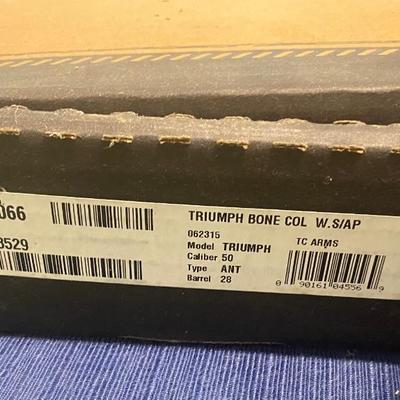 066
TRIUMPH BONE COL W.S/AP
062315
8529
Model TRIUMPH TC ARMS
Caliber 50
Type ANT
Barrel 28
0 90161 04556 9